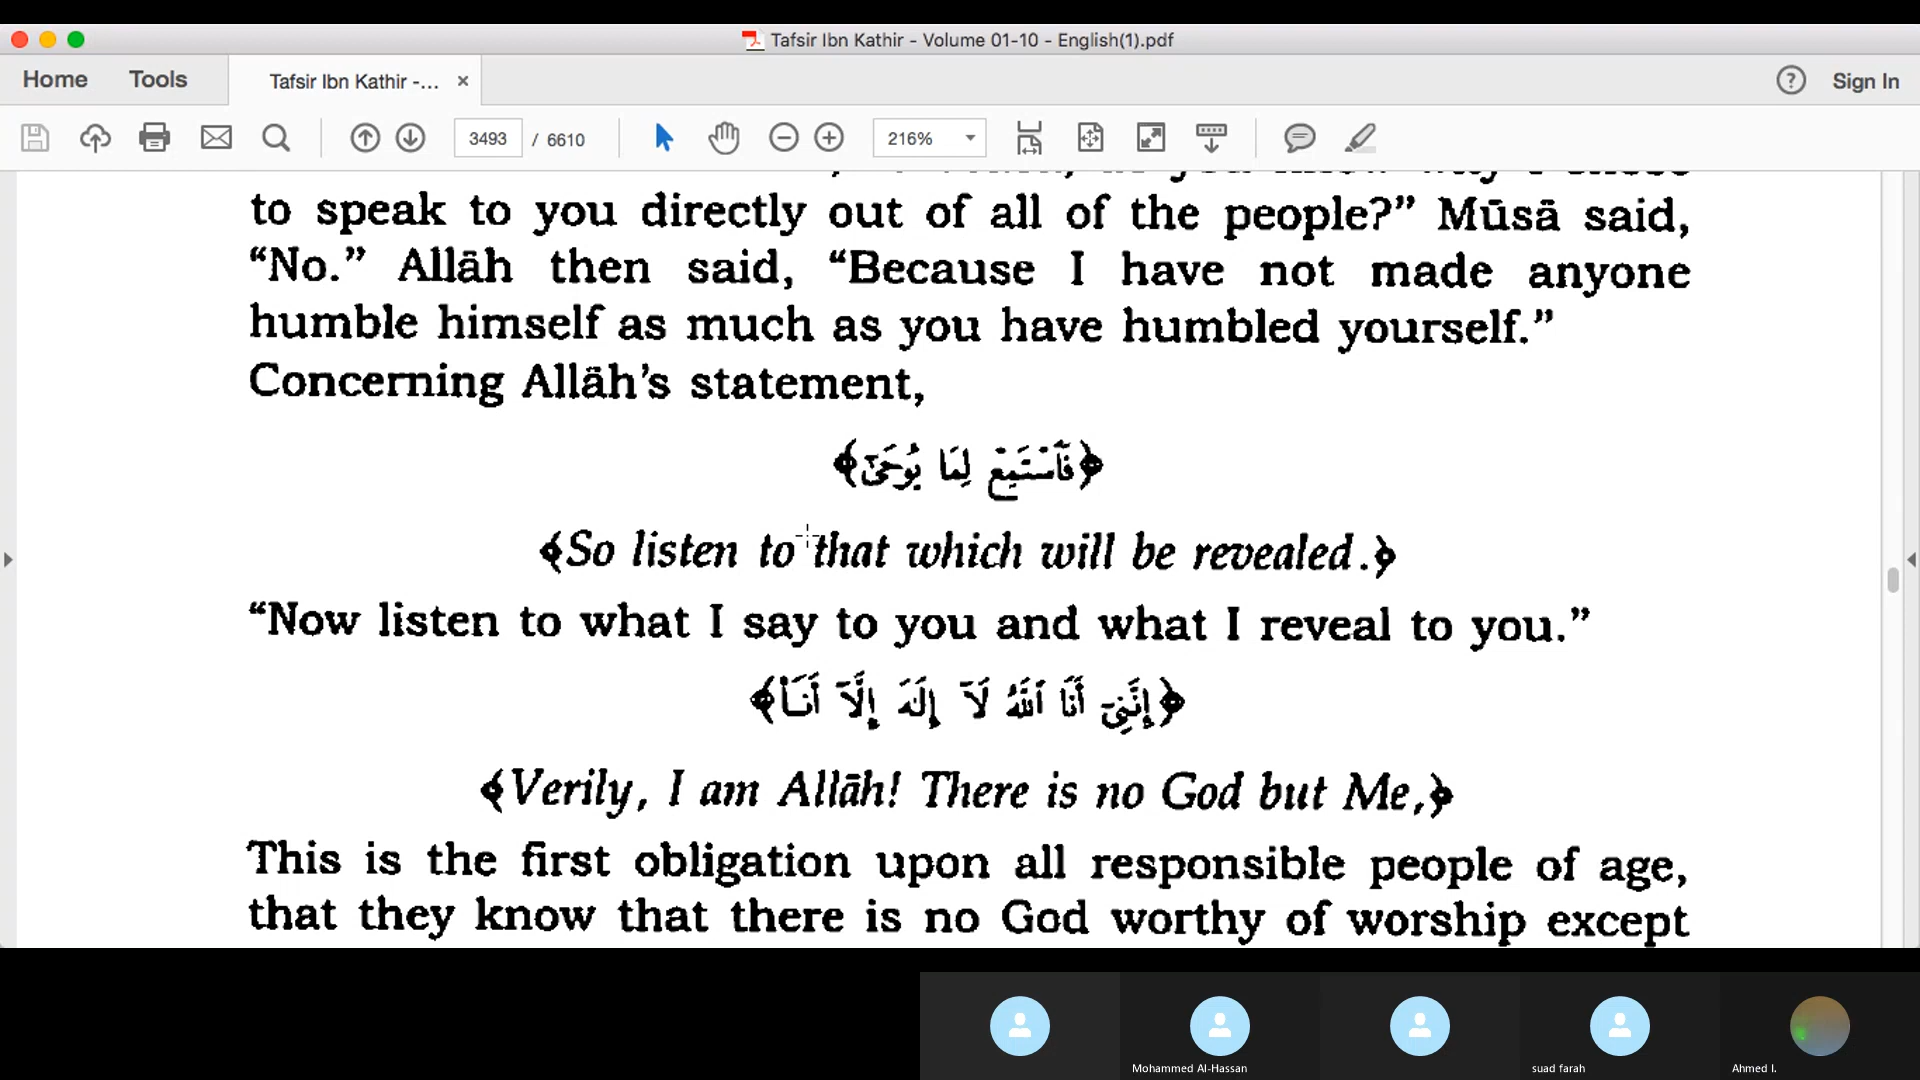 Tafsir Ibn Kathir - Volume 01-10 - English(1).pdf
Home Tools Tafsir Ibn Kathir -... × ? Sign In
3493 / 6610 216%
to speak to you directly out of all of the people?” Mūsā said,
“No.” Allāh then said, “Because I have not made anyone
humble himself as much as you have humbled yourself.”
Concerning Allāh’s statement,
﴿فَٱسْتَمِعْ لِمَا يُوحَىٰٓ﴾
﴾So listen to that which will be revealed.﴿
“Now listen to what I say to you and what I reveal to you.”
﴿إِنَّنِىٓ أَنَا ٱللَّهُ لَآ إِلَٰهَ إِلَّآ أَنَا۠﴾
﴾Verily, I am Allāh! There is no God but Me,﴿
This is the first obligation upon all responsible people of age,
that they know that there is no God worthy of worship except
Mohammed Al-Hassan suad farah Ahmed I.